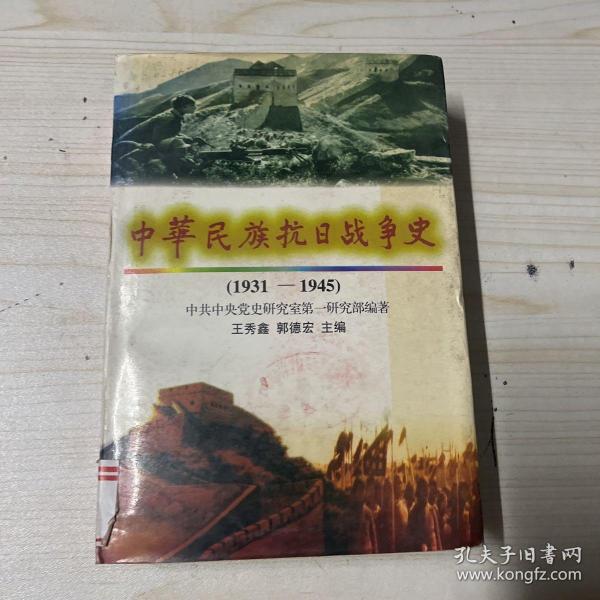 中華民族抗日战争史
(1931 — 1945)
中共中央党史研究室第一研究部编著
王秀鑫 郭德宏 主编
孔夫子旧书网
www.kongfz.com